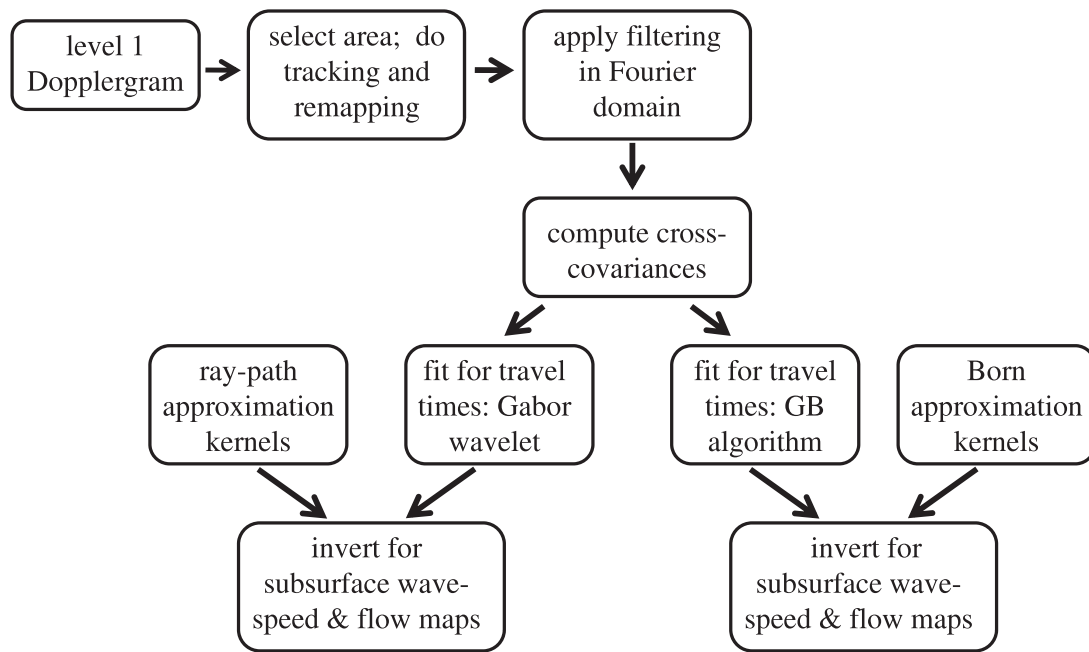 level 1
Dopplergram
select area;  do
tracking and
remapping
apply filtering
in Fourier
domain
compute cross-
covariances
ray-path
approximation
kernels
fit for travel
times: Gabor
wavelet
fit for travel
times: GB
algorithm
Born
approximation
kernels
invert for
subsurface wave-
speed & flow maps
invert for
subsurface wave-
speed & flow maps